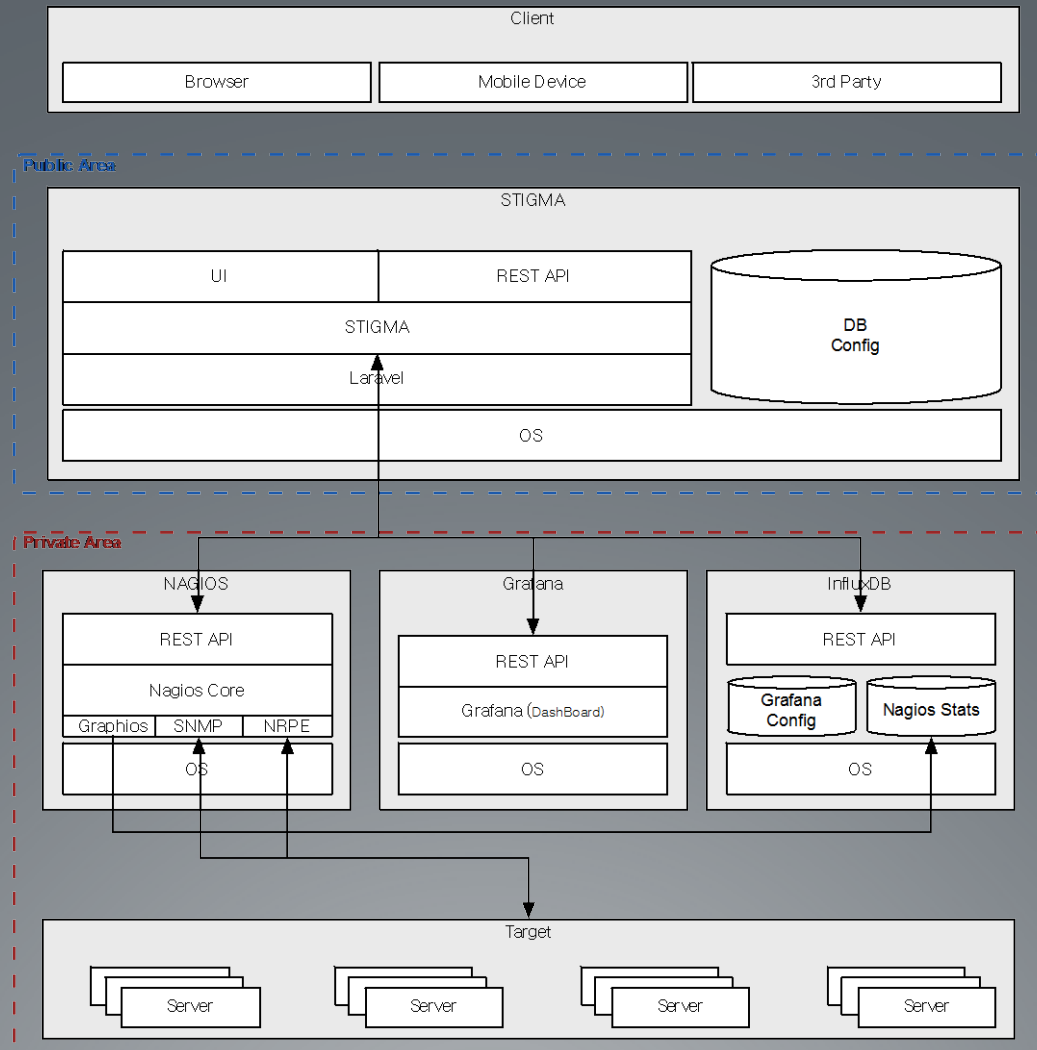 Client
Browser
Mobile Device
3rd Party
Public Area
STIGMA
UI
REST API
STIGMA
Laravel
DB
Config
OS
Private Area
NAGIOS
REST API
Nagios Core
Graphios
SNMP
NRPE
OS
Grafana
REST API
Grafana (DashBoard)
OS
InfluxDB
REST API
Grafana
Config
Nagios Stats
OS
Target
Server
Server
Server
Server